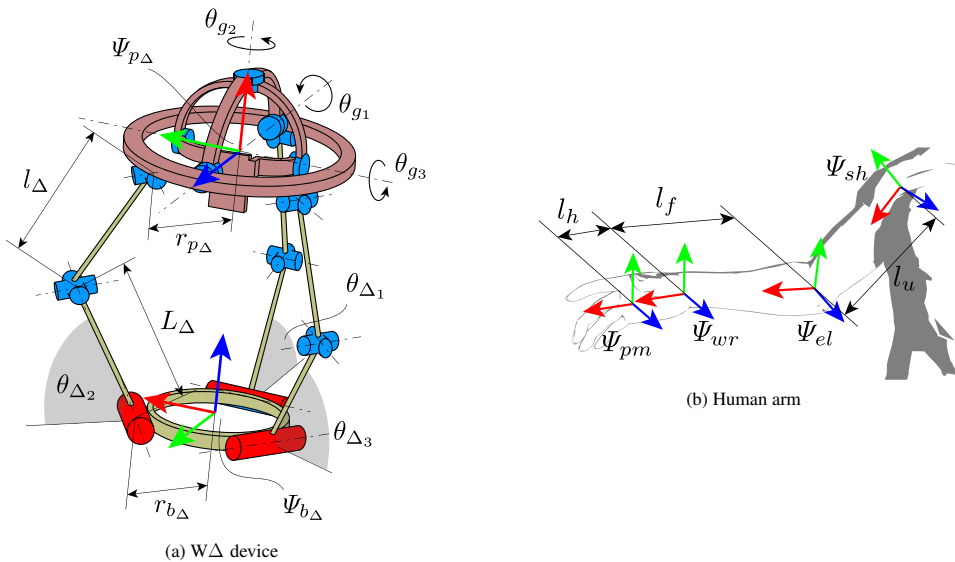 θ_{g_2}
Ψ_{p_Δ}
θ_{g_1}
θ_{g_3}
l_Δ
r_{p_Δ}
L_Δ
θ_{Δ_1}
θ_{Δ_2}
θ_{Δ_3}
r_{b_Δ}
Ψ_{b_Δ}
(a) WΔ device
l_h
l_f
Ψ_{sh}
l_u
Ψ_{pm}
Ψ_{wr}
Ψ_{el}
(b) Human arm